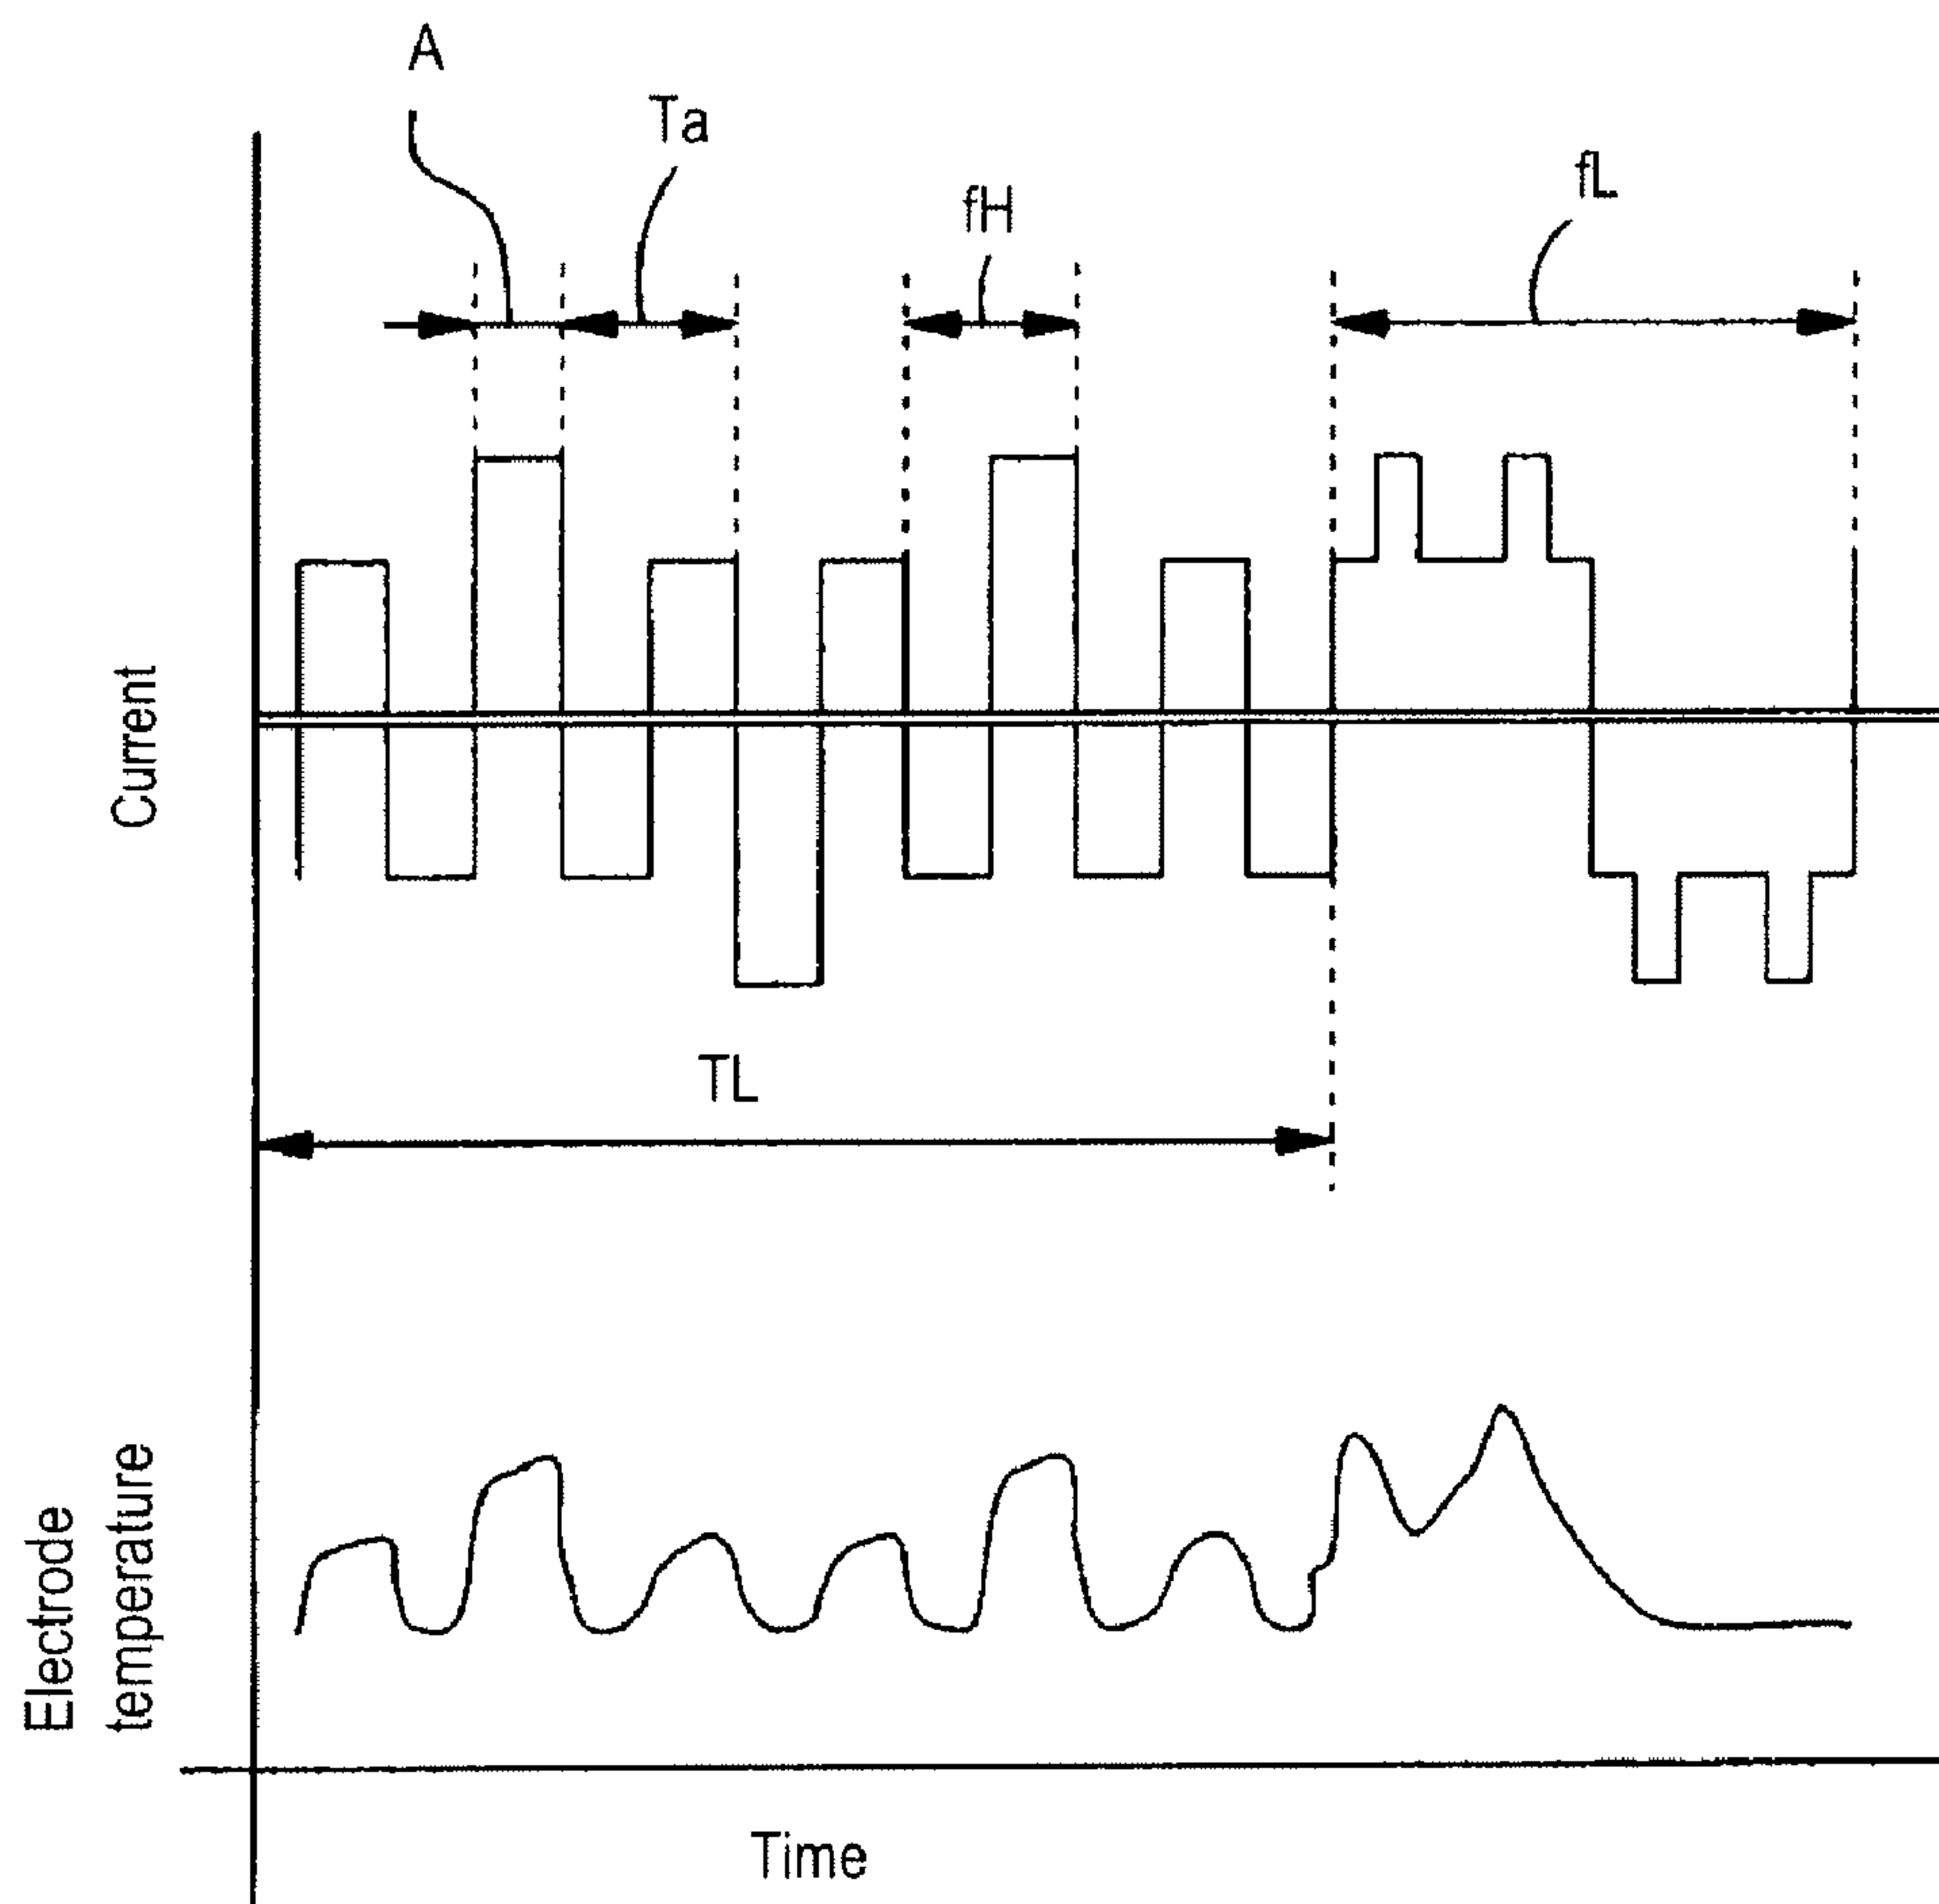 A
Ta
fH
fL
Current
TL
Electrode
temperature
Time